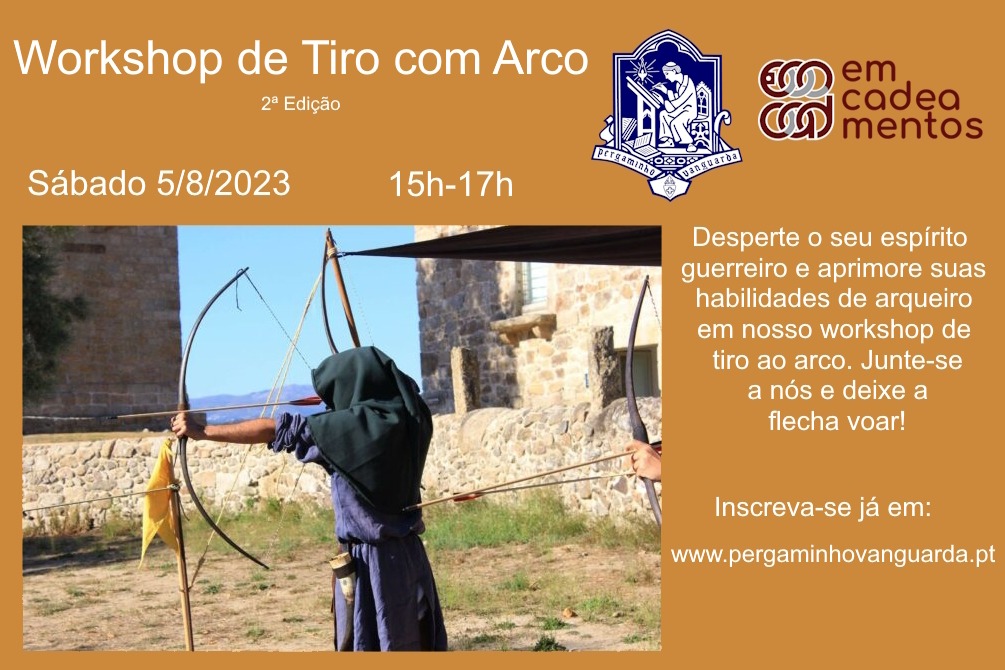 Workshop de Tiro com Arco
2ª Edição
Sábado 5/8/2023
15h-17h
pergaminho vanguarda
em
cadea
mentos
Desperte o seu espírito
guerreiro e aprimore suas
habilidades de arqueiro
em nosso workshop de
tiro ao arco. Junte-se
a nós e deixe a
flecha voar!
Inscreva-se já em:
www.pergaminhovanguarda.pt